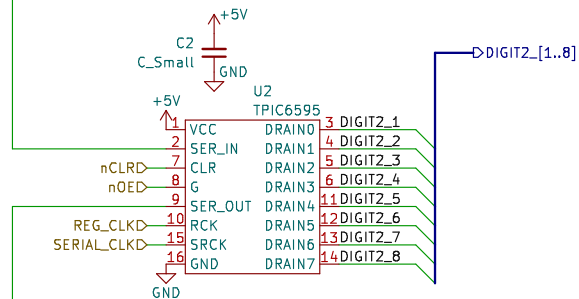 +5V
C2
C_Small
GND
DIGIT2_[1..8]
U2
TPIC6595
+5V
1 VCC DRAIN0 3 DIGIT2_1
2 SER_IN DRAIN1 4 DIGIT2_2
nCLR 7 CLR DRAIN2 5 DIGIT2_3
nOE 8 G DRAIN3 6 DIGIT2_4
9 SER_OUT DRAIN4 11 DIGIT2_5
REG_CLK 10 RCK DRAIN5 12 DIGIT2_6
SERIAL_CLK 15 SRCK DRAIN6 13 DIGIT2_7
16 GND DRAIN7 14 DIGIT2_8
GND